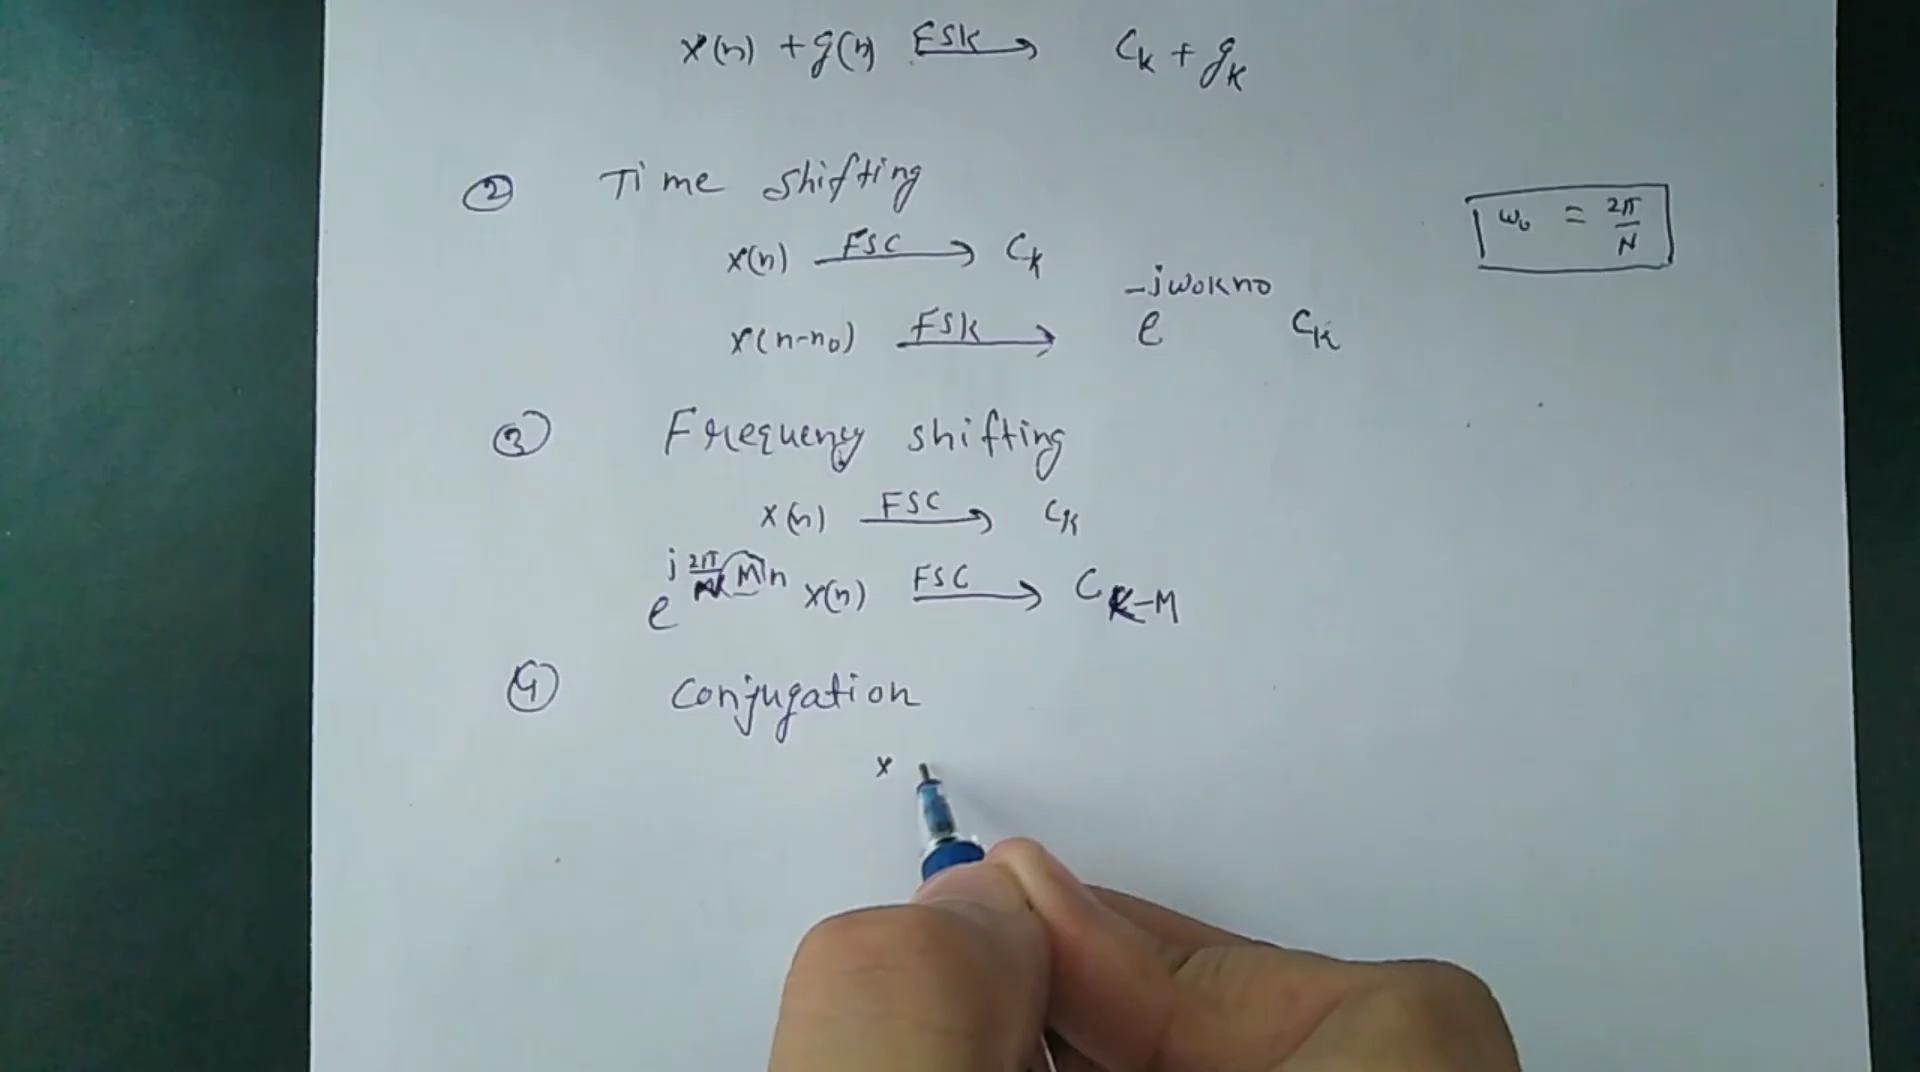 x(n) + g(n) FSK → Ck + gk
② Time shifting
ω₀ = 2π/N
x(n) FSC → Ck
x(n-n₀) FSK → e^-jω0kn0 Ck
③ Frequency shifting
x(n) FSC → Ck
e^j2π/N Mn x(n) FSC → Ck-M
④ Conjugation
x